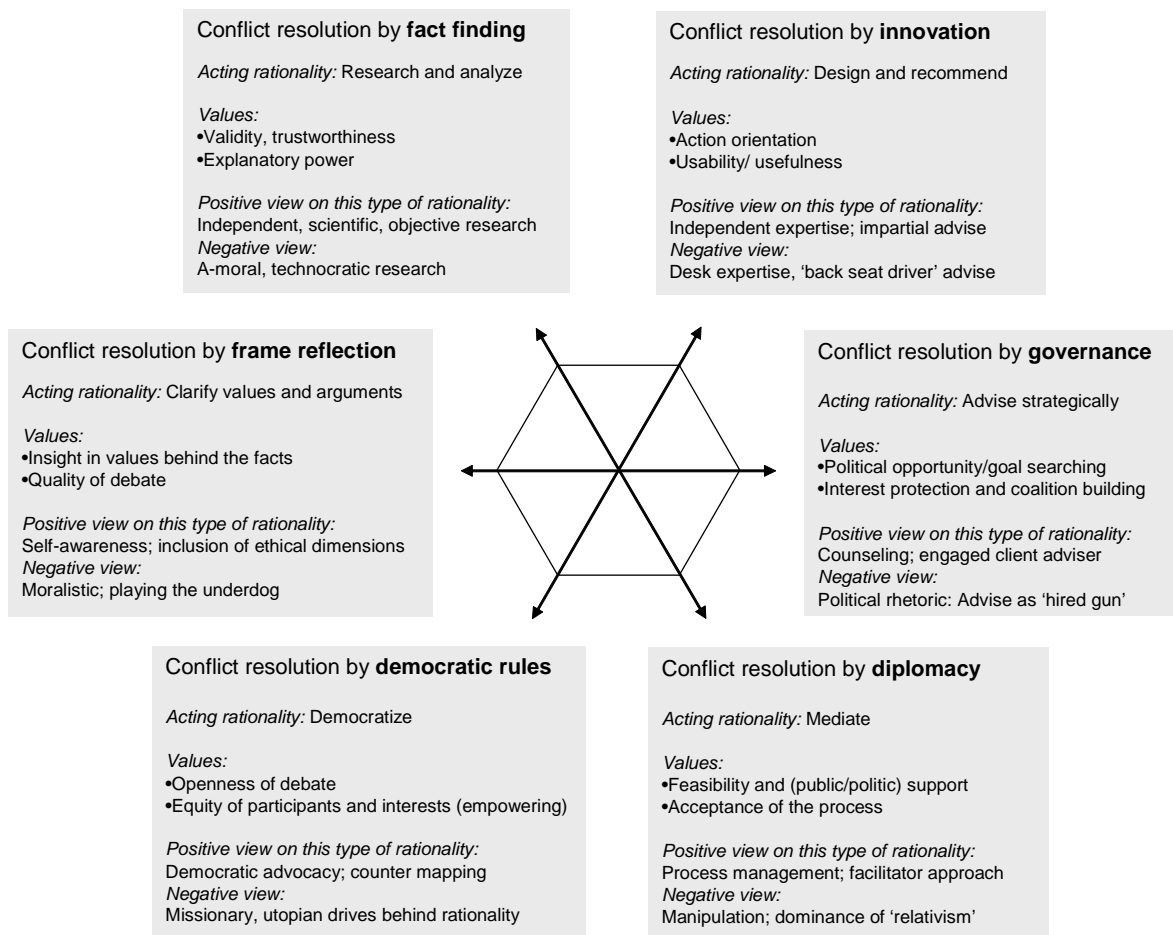 Conflict resolution by fact finding
Acting rationality: Research and analyze
Values:
•Validity, trustworthiness
•Explanatory power
Positive view on this type of rationality:
Independent, scientific, objective research
Negative view:
A-moral, technocratic research
Conflict resolution by innovation
Acting rationality: Design and recommend
Values:
•Action orientation
•Usability/ usefulness
Positive view on this type of rationality:
Independent expertise; impartial advise
Negative view:
Desk expertise, ‘back seat driver’ advise
Conflict resolution by frame reflection
Acting rationality: Clarify values and arguments
Values:
•Insight in values behind the facts
•Quality of debate
Positive view on this type of rationality:
Self-awareness; inclusion of ethical dimensions
Negative view:
Moralistic; playing the underdog
Conflict resolution by governance
Acting rationality: Advise strategically
Values:
•Political opportunity/goal searching
•Interest protection and coalition building
Positive view on this type of rationality:
Counseling; engaged client adviser
Negative view:
Political rhetoric: Advise as ‘hired gun’
Conflict resolution by democratic rules
Acting rationality: Democratize
Values:
•Openness of debate
•Equity of participants and interests (empowering)
Positive view on this type of rationality:
Democratic advocacy; counter mapping
Negative view:
Missionary, utopian drives behind rationality
Conflict resolution by diplomacy
Acting rationality: Mediate
Values:
•Feasibility and (public/politic) support
•Acceptance of the process
Positive view on this type of rationality:
Process management; facilitator approach
Negative view:
Manipulation; dominance of ‘relativism’